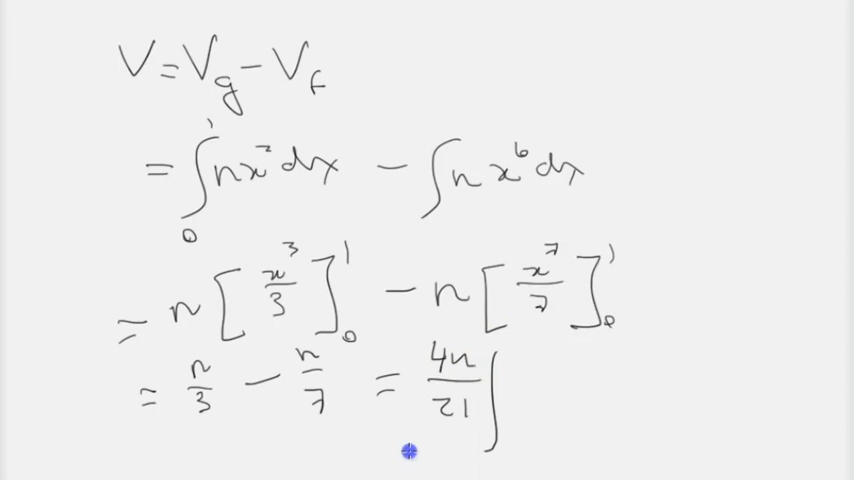 V = V_g - V_f
= ∫₀¹ πx² dx - ∫ πx⁶ dx
= π [x³/3]₀¹ - π [x⁷/7]₀¹
= π/3 - π/7 = 4π/21